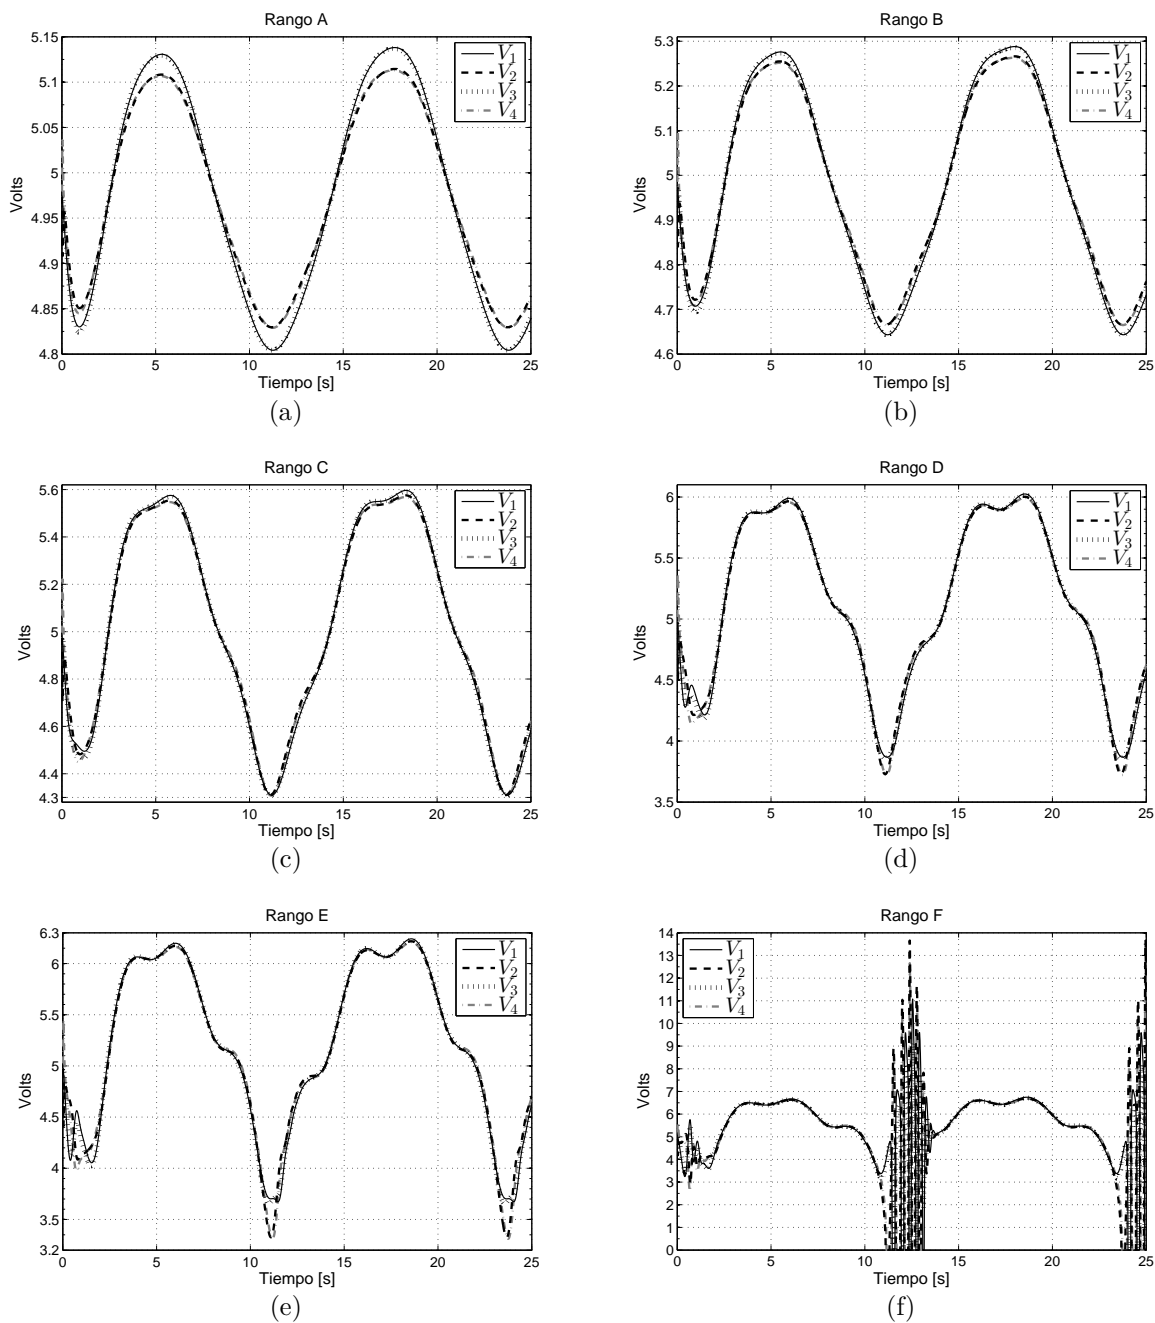 Rango A
5.15
5.1
5.05
5
4.95
4.9
4.85
4.8
Volts
0 5 10 15 20 25
Tiempo [s]
V1
V2
V3
V4
(a)
Rango B
5.3
5.2
5.1
5
4.9
4.8
4.7
4.6
Volts
0 5 10 15 20 25
Tiempo [s]
V1
V2
V3
V4
(b)
Rango C
5.6
5.4
5.2
5
4.8
4.6
4.4
4.3
Volts
0 5 10 15 20 25
Tiempo [s]
V1
V2
V3
V4
(c)
Rango D
6
5.5
5
4.5
4
3.5
Volts
0 5 10 15 20 25
Tiempo [s]
V1
V2
V3
V4
(d)
Rango E
6.3
6
5.5
5
4.5
4
3.5
3.2
Volts
0 5 10 15 20 25
Tiempo [s]
V1
V2
V3
V4
(e)
Rango F
14
13
12
11
10
9
8
7
6
5
4
3
2
1
0
Volts
0 5 10 15 20 25
Tiempo [s]
V1
V2
V3
V4
(f)